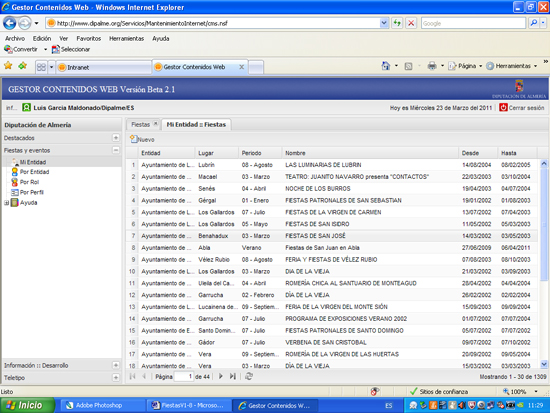 Gestor Contenidos Web - Windows Internet Explorer
http://www.dipalme.org/Servicios/MantenimientoInternet/cms.nsf
Google
Archivo Edición Ver Favoritos Herramientas Ayuda
Convertir Seleccionar
Intranet Gestor Contenidos Web
Página Herramientas
GESTOR CONTENIDOS WEB Versión Beta 2.1
DIPUTACIÓN DE ALMERÍA
inf... Luis Garcia Maldonado/Dipalme/ES Hoy es Miércoles 23 de Marzo del 2011 Cerrar sesión
Diputación de Almería
Destacados
Fiestas y eventos
Mi Entidad
Por Entidad
Por Rol
Por Perfil
Ayuda
Información :: Desarrollo
Teletipo
Fiestas Mi Entidad :: Fiestas
Nuevo
Entidad Lugar Periodo Nombre Desde Hasta
1 Ayuntamiento de L... Lubrín 08 - Agosto LAS LUMINARIAS DE LUBRIN 14/08/2004 08/02/2005
2 Ayuntamiento de ... Macael 03 - Marzo TEATRO: JUANITO NAVARRO presenta "CONTACTOS" 22/03/2003 10/04/2004
3 Ayuntamiento de ... Senés 04 - Abril NOCHE DE LOS BURROS 19/04/2003 04/07/2004
4 Ayuntamiento de ... Gérgal 01 - Enero FIESTAS PATRONALES DE SAN SEBASTIAN 19/01/2002 01/08/2003
5 Ayuntamiento de L... Los Gallardos 07 - Julio FIESTAS DE LA VIRGEN DE CARMEN 13/07/2002 07/04/2003
6 Ayuntamiento de L... Los Gallardos 05 - Mayo FIESTAS DE SAN ISIDRO 11/05/2002 05/03/2003
7 Ayuntamiento de ... Benahadux 03 - Marzo FIESTAS DE SAN JOSÉ 14/03/2003 03/05/2003
8 Ayuntamiento de ... Abla Verano Fiestas de San Juan en Abla 27/06/2009 06/04/2011
9 Ayuntamiento de ... Vélez Rubio 08 - Agosto FERIA Y FIESTAS DE VÉLEZ RUBIO 07/08/2003 08/10/2003
10 Ayuntamiento de L... Los Gallardos 03 - Marzo DIA DE LA VIEJA 21/03/2002 03/09/2003
11 Ayuntamiento de ... 04 - Abril ROMERÍA CHICA AL SANTUARIO DE MONTEAGUD 28/04/2002 04/04/2004
12 Ayuntamiento de ... Garrucha 02 - Febrero DÍA DE LA VIEJA 26/02/2002 02/02/2004
13 Ayuntamiento de L... Lucainena de... 09 - Septiem... FERIA DE LA VIRGEN DEL MONTE SIÓN 15/09/2003 09/09/2004
14 Ayuntamiento de ... Garrucha 07 - Julio PROGRAMA DE EXPOSICIONES VERANO 2002 01/07/2002 07/07/2003
15 Ayuntamiento de E... Santo Domin... 07 - Julio FIESTAS PATRONALES DE SANTO DOMINGO 05/07/2002 07/07/2002
16 Ayuntamiento de ... Gádor 07 - Julio VERBENA DE SAN CRISTOBAL 09/07/2002 07/10/2002
17 Ayuntamiento de ... Vera 09 - Septiem... ROMERÍA DE LA VIRGEN DE LAS HUERTAS 20/09/2002 09/05/2004
18 Ayuntamiento de ... Vera 03 - Marzo DIA DE LA VIEJA 15/03/2002 03/03/2003
Página 1 de 44 Mostrando 1 - 30 de 1309
Listo Sitios de confianza 100%
Inicio Adobe Photoshop FiestasV1-0 - Microso... Gestor Contenidos W... ES 11:29